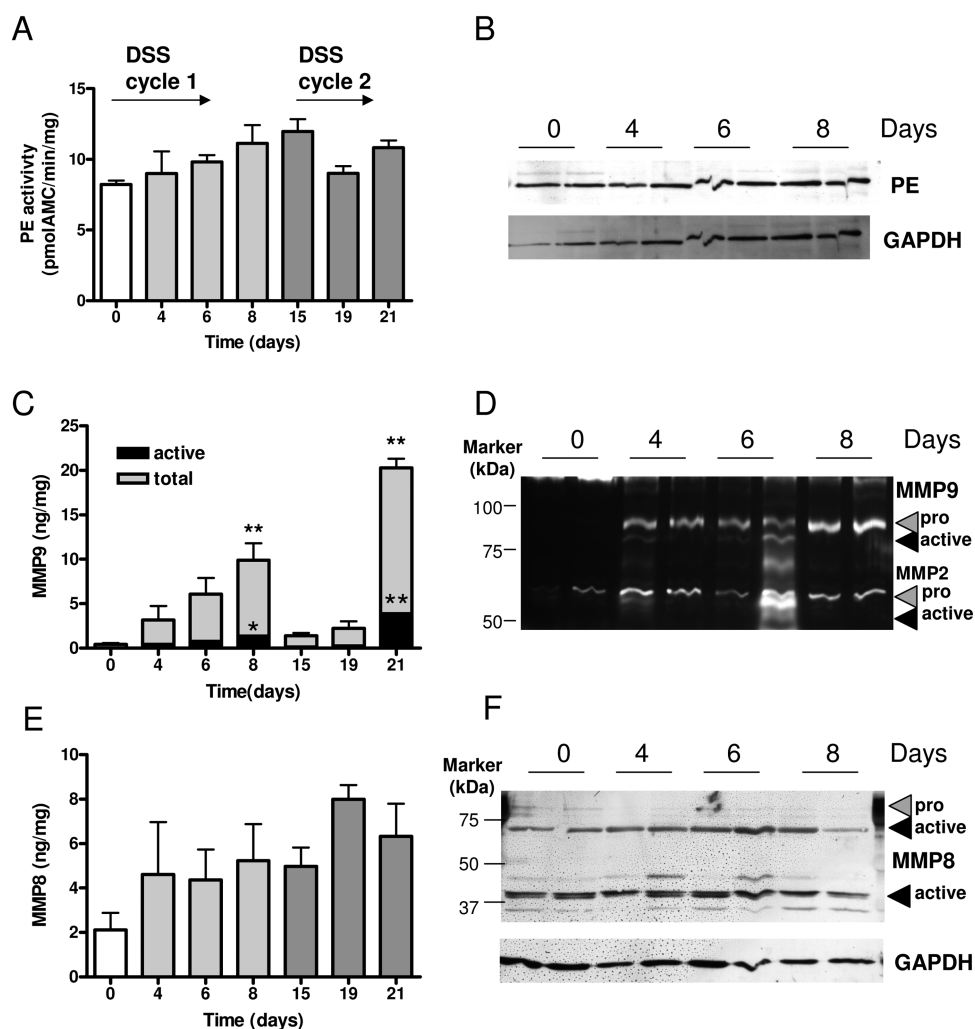 A
DSS
cycle 1
DSS
cycle 2
PE activivty
(pmolAMC/min/mg)
15
10
5
0
0 4 6 8 15 19 21
Time (days)
B
0 4 6 8 Days
PE
GAPDH
C
MMP9 (ng/mg)
25
20
15
10
5
0
active
total
**
*
**
**
0 4 6 8 15 19 21
Time(days)
D
Marker
(kDa)
0 4 6 8 Days
100
75
50
MMP9
pro
active
MMP2
pro
active
E
MMP8 (ng/mg)
10
8
6
4
2
0
0 4 6 8 15 19 21
Time (days)
F
Marker
(kDa)
0 4 6 8 Days
75
50
37
pro
active
MMP8
active
GAPDH